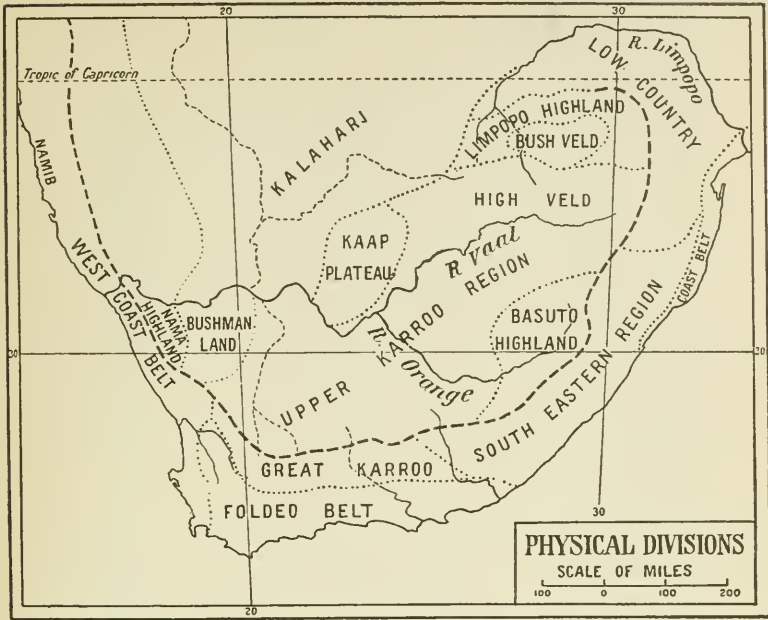 20
30
Tropic of Capricorn
R. Limpopo
LOW COUNTRY
LIMPOPO HIGHLAND
BUSH VELD
KALAHARI
NAMIB
HIGH VELD
KAAP
PLATEAU
R Vaal
WEST COAST BELT
NAMA
HIGHLAND
BUSHMAN
LAND
UPPER KARROO REGION
BASUTO
HIGHLAND
COAST BELT
30
30
R. Orange
SOUTH EASTERN REGION
GREAT KARROO
FOLDED BELT
30
20
PHYSICAL DIVISIONS
SCALE OF MILES
100 0 100 200